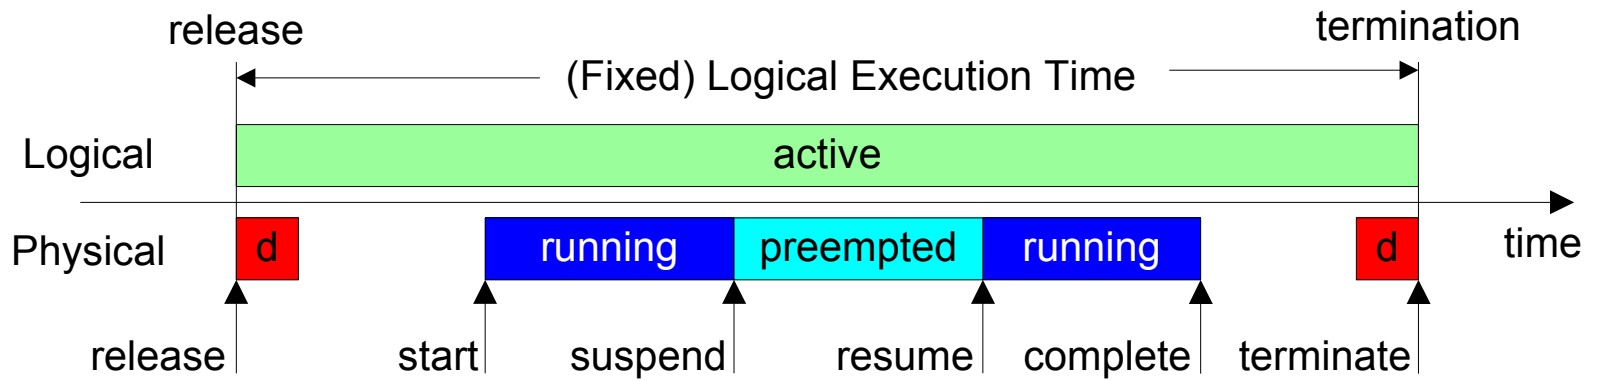 release
termination
(Fixed) Logical Execution Time
Logical
active
Physical
d
running
preempted
running
d
time
release
start
suspend
resume
complete
terminate